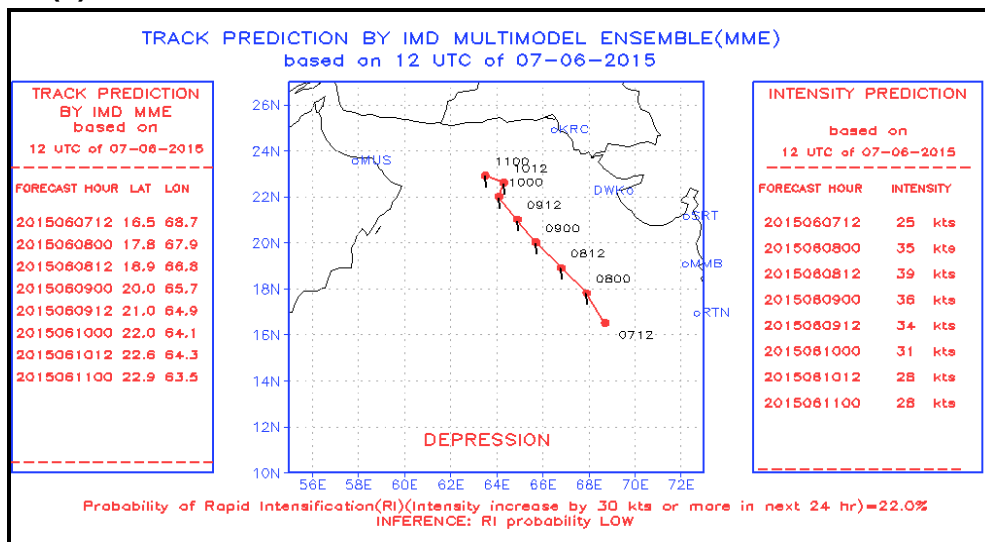 TRACK PREDICTION BY IMD MULTIMODEL ENSEMBLE(MME)
based on 12 UTC of 07-06-2015
TRACK PREDICTION
BY IMD MME
based on
12 UTC of 07-06-2015
FORECAST HOUR LAT LON
2015060712 16.5 68.7
2015060800 17.8 67.9
2015060812 18.9 66.8
2015060900 20.0 65.7
2015060912 21.0 64.9
2015061000 22.0 64.1
2015061012 22.6 64.3
2015061100 22.9 63.5
26N
24N
22N
20N
18N
16N
14N
12N
10N
56E 58E 60E 62E 64E 66E 68E 70E 72E
KRC
MUS
1100
1012
1000
DWK
0912
SRT
0900
0812
MMB
0800
RTN
0712
DEPRESSION
INTENSITY PREDICTION
based on
12 UTC of 07-06-2015
FORECAST HOUR INTENSITY
2015060712 25 kts
2015060800 35 kts
2015060812 39 kts
2015060900 36 kts
2015060912 34 kts
2015061000 31 kts
2015061012 28 kts
2015061100 28 kts
Probability of Rapid Intensification(RI)(Intensity increase by 30 kts or more in next 24 hr)=22.0%
INFERENCE: RI probability LOW